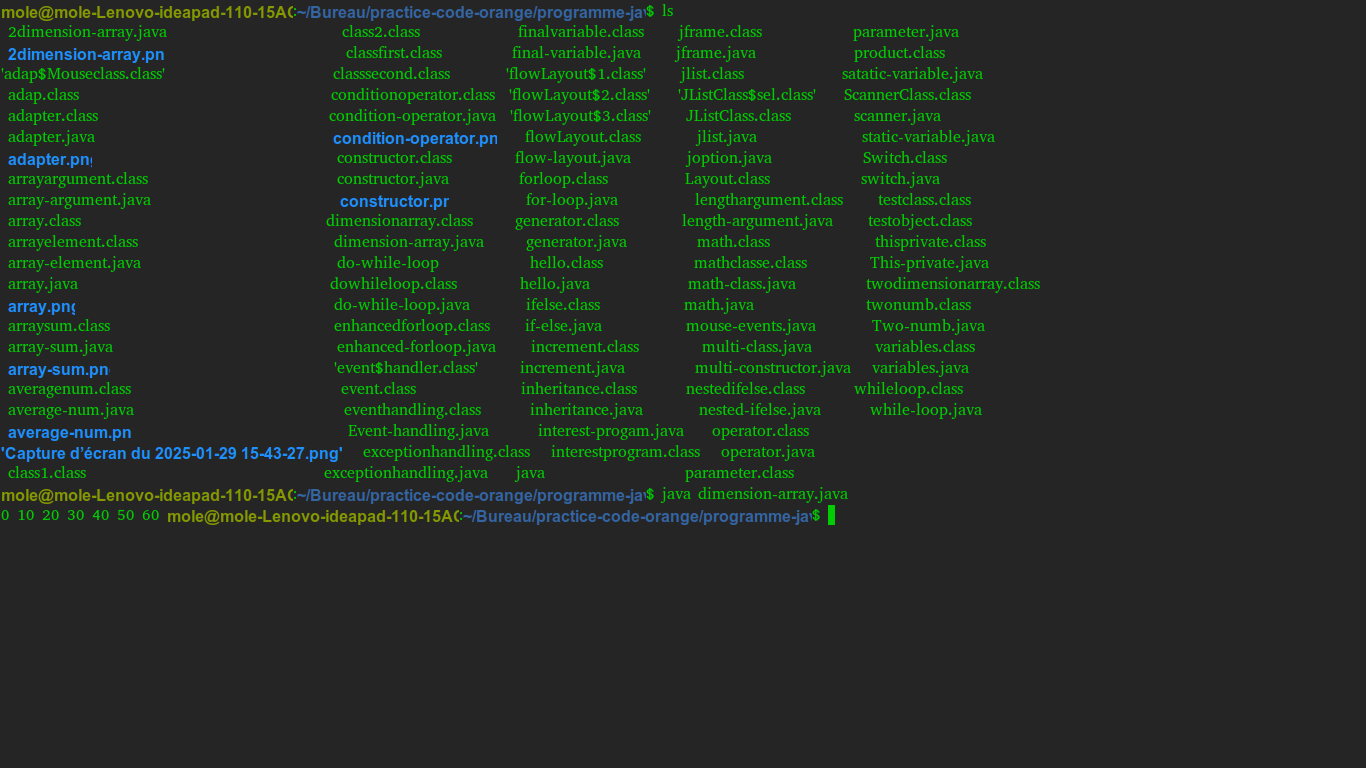 mole@mole-Lenovo-ideapad-110-15AC:~/Bureau/practice-code-orange/programme-jav$ ls
2dimension-array.java class2.class finalvariable.class jframe.class parameter.java
2dimension-array.pn classfirst.class final-variable.java jframe.java product.class
'adap$Mouseclass.class' classsecond.class 'flowLayout$1.class' jlist.class satatic-variable.java
adap.class conditionoperator.class 'flowLayout$2.class' 'JListClass$sel.class' ScannerClass.class
adapter.class condition-operator.java 'flowLayout$3.class' JListClass.class scanner.java
adapter.java condition-operator.pn flowLayout.class jlist.java static-variable.java
adapter.png constructor.class flow-layout.java joption.java Switch.class
arrayargument.class constructor.java forloop.class Layout.class switch.java
array-argument.java constructor.pr for-loop.java lengthargument.class testclass.class
array.class dimensionarray.class generator.class length-argument.java testobject.class
arrayelement.class dimension-array.java generator.java math.class thisprivate.class
array-element.java do-while-loop hello.class mathclasse.class This-private.java
array.java dowhileloop.class hello.java math-class.java twodimensionarray.class
array.png do-while-loop.java ifelse.class math.java twonumb.class
arraysum.class enhancedforloop.class if-else.java mouse-events.java Two-numb.java
array-sum.java enhanced-forloop.java increment.class multi-class.java variables.class
array-sum.pn 'event$handler.class' increment.java multi-constructor.java variables.java
averagenum.class event.class inheritance.class nestedifelse.class whileloop.class
average-num.java eventhandling.class inheritance.java nested-ifelse.java while-loop.java
average-num.pn Event-handling.java interest-progam.java operator.class
'Capture d’écran du 2025-01-29 15-43-27.png' exceptionhandling.class interestprogram.class operator.java
class1.class exceptionhandling.java java parameter.class
mole@mole-Lenovo-ideapad-110-15AC:~/Bureau/practice-code-orange/programme-jav$ java dimension-array.java
0 10 20 30 40 50 60 mole@mole-Lenovo-ideapad-110-15AC:~/Bureau/practice-code-orange/programme-jav$